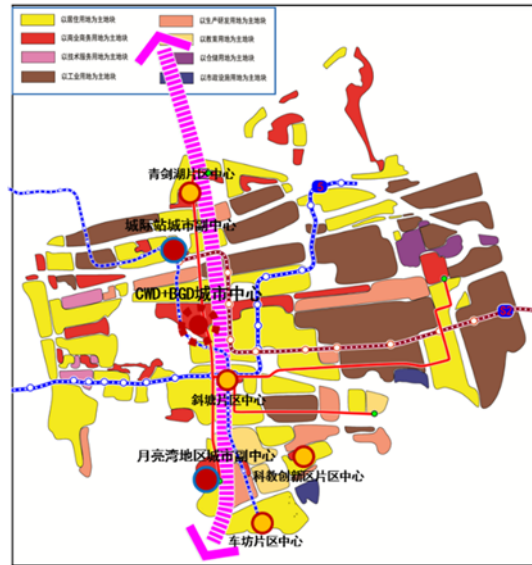 以居住用地为主地块
以生产研发用地为主地块
以商业商务用地为主地块
以教育用地为主地块
以技术服务用地为主地块
以仓储用地为主地块
以工业用地为主地块
以市政设施用地为主地块
青剑湖片区中心
城际站城市副中心
CWD+BGD城市中心
斜塘片区中心
月亮湾地区城市副中心
科教创新区片区中心
车坊片区中心